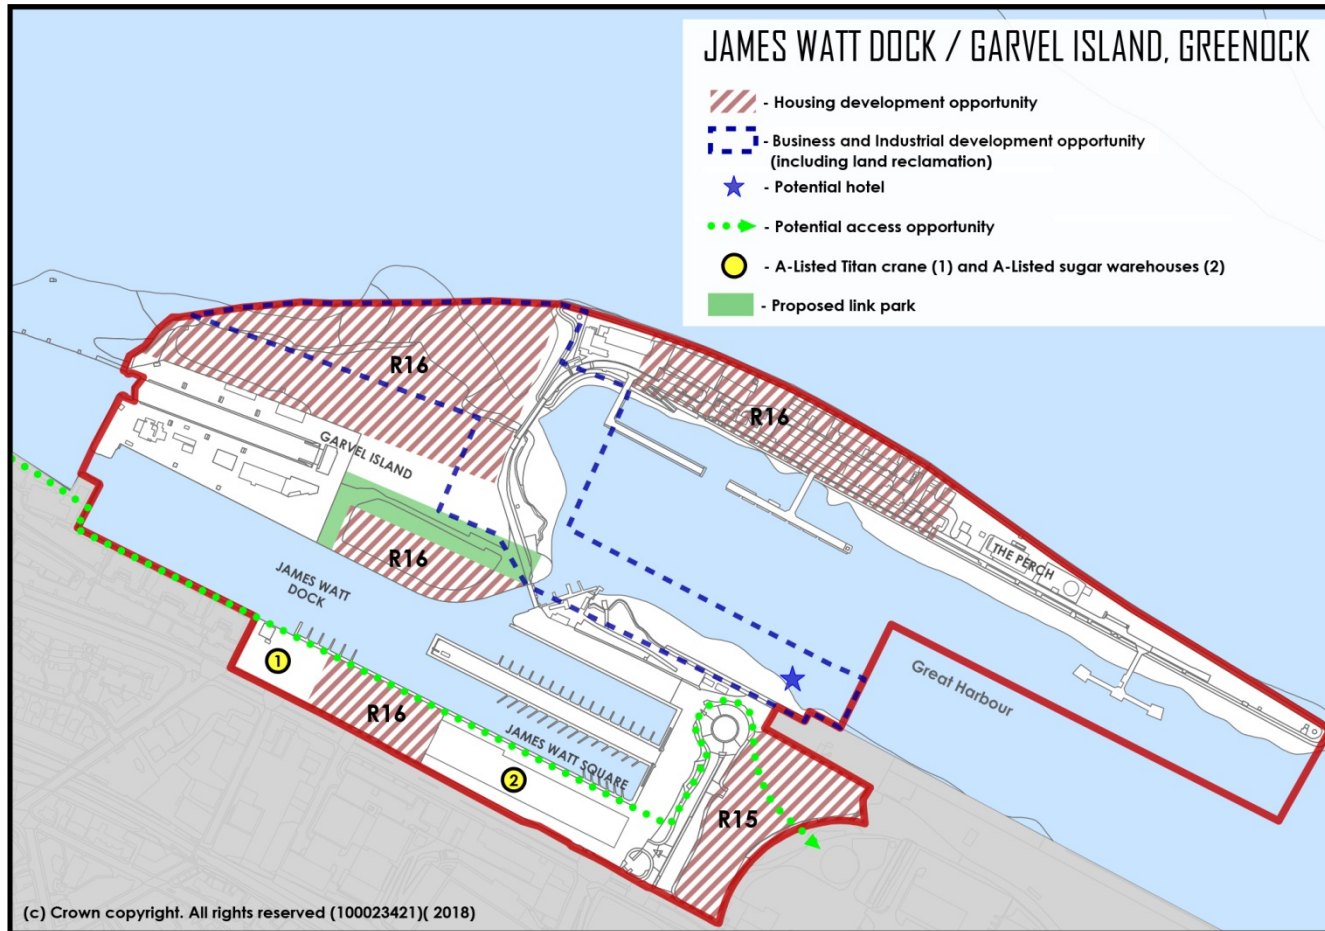 JAMES WATT DOCK / GARVEL ISLAND, GREENOCK
- Housing development opportunity
- Business and Industrial development opportunity
(including land reclamation)
- Potential hotel
- Potential access opportunity
- A-Listed Titan crane (1) and A-Listed sugar warehouses (2)
- Proposed link park
R16
R16
GARVEL ISLAND
R16
THE PERCH
JAMES WATT
DOCK
1
Great Harbour
R16
JAMES WATT SQUARE
2
R15
(c) Crown copyright. All rights reserved (100023421)( 2018)